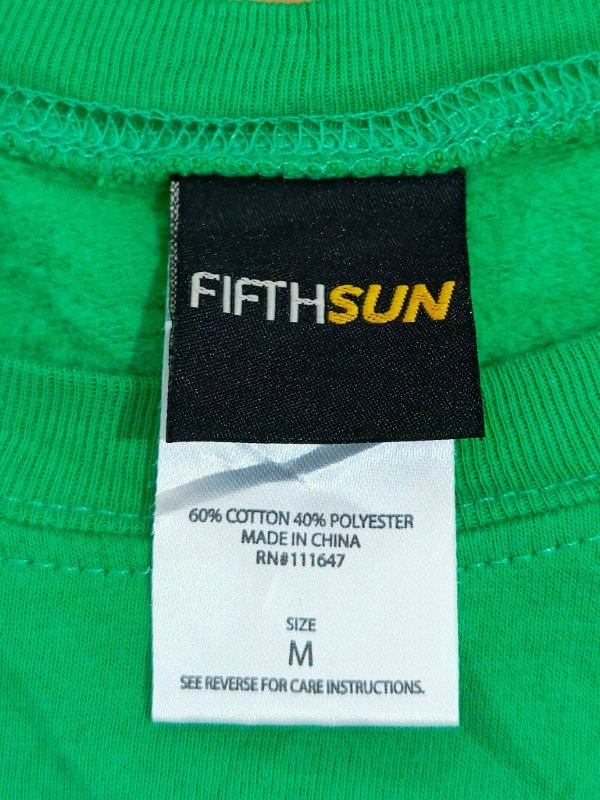 FIFTHSUN
60% COTTON 40% POLYESTER
MADE IN CHINA
RN#111647
SIZE
M
SEE REVERSE FOR CARE INSTRUCTIONS.